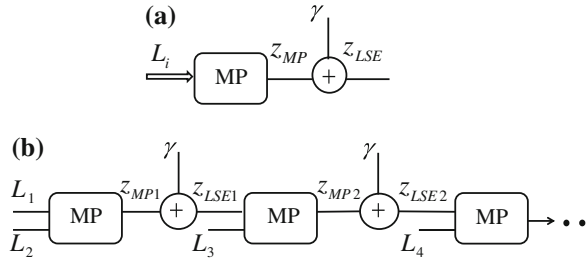 (a)
γ
L_i
MP
z_MP
+
z_LSE
(b)
γ
γ
L_1
z_MP1
z_LSE1
z_MP2
z_LSE2
MP
+
MP
+
MP
L_2
L_3
L_4